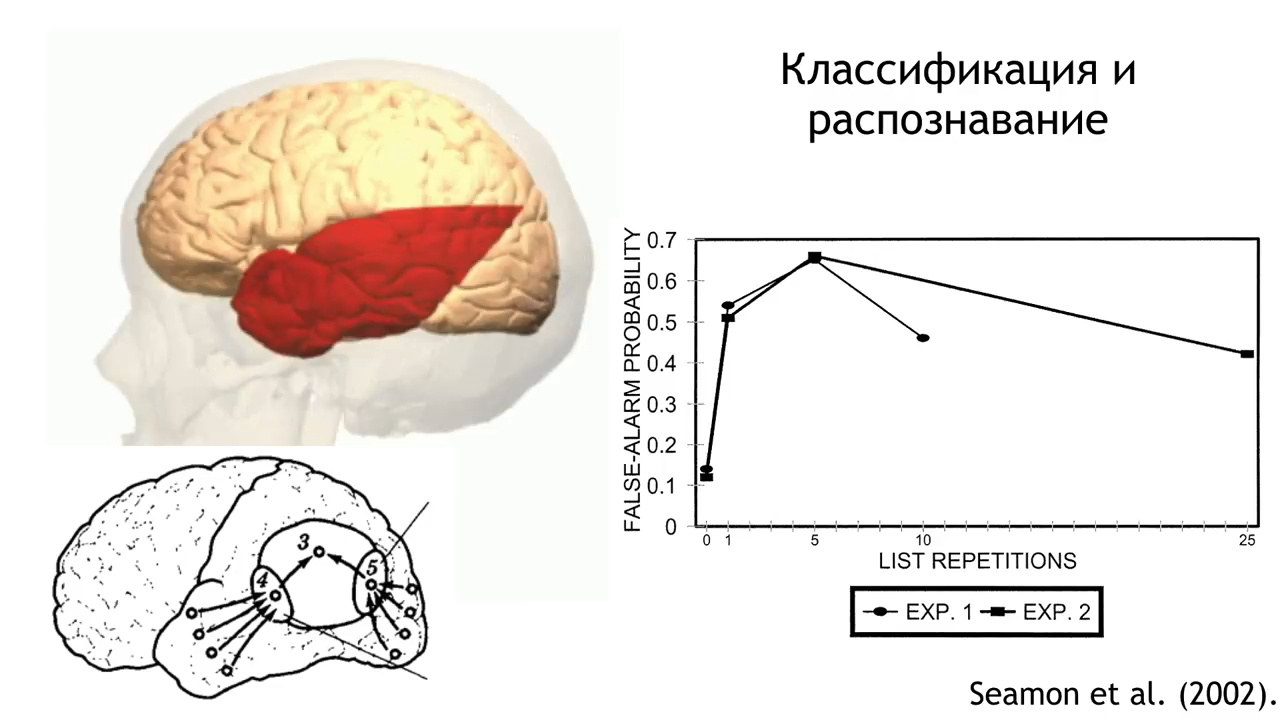 Классификация и
распознавание
FALSE-ALARM PROBABILITY
0.7
0.6
0.5
0.4
0.3
0.2
0.1
0
0 1 5 10 25
LIST REPETITIONS
EXP. 1 EXP. 2
3
4
5
Seamon et al. (2002).